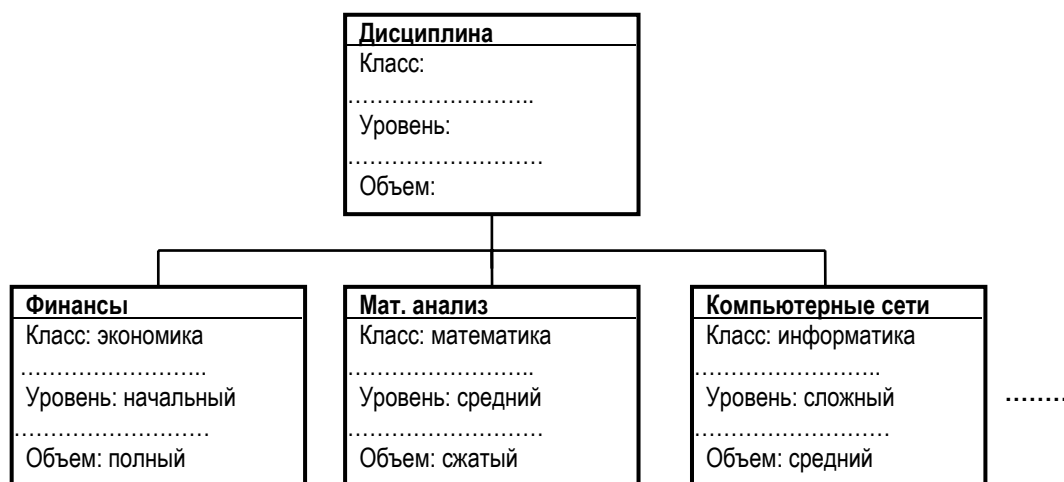 Дисциплина
Класс:
……………………..
Уровень:
………………………
Объем:
Финансы
Класс: экономика
……………………..
Уровень: начальный
………………………
Объем: полный
Мат. анализ
Класс: математика
……………………..
Уровень: средний
………………………
Объем: сжатый
Компьютерные сети
Класс: информатика
……………………..
Уровень: сложный
………………………
Объем: средний
………